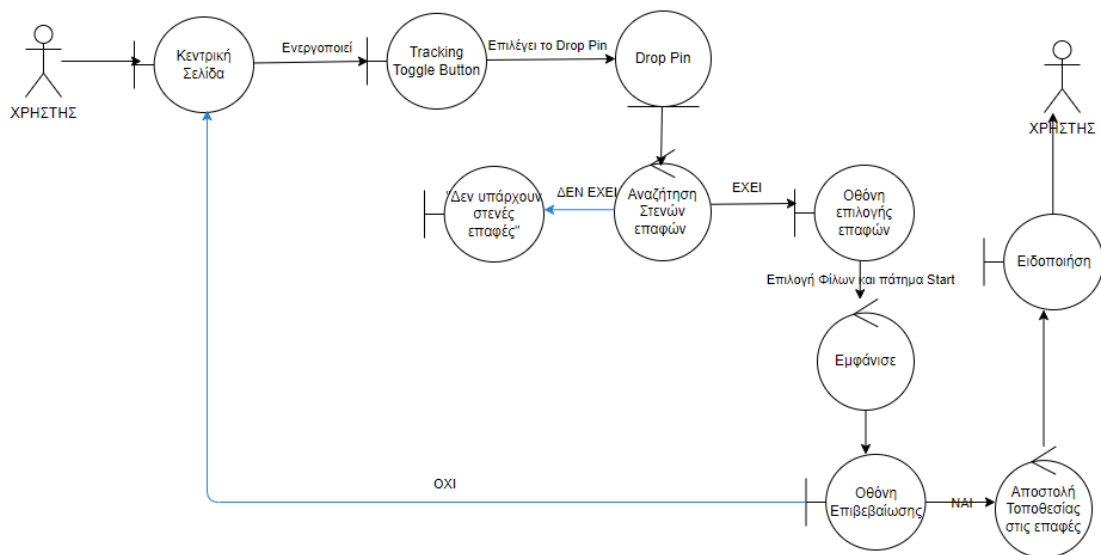 ΧΡΗΣΤΗΣ
Κεντρική
Σελίδα
Ενεργοποιεί
Tracking
Toggle Button
Επιλέγει το Drop Pin
Drop Pin
ΧΡΗΣΤΗΣ
"Δεν υπάρχουν
στενές
επαφές"
ΔΕΝ ΕΧΕΙ
Αναζήτηση
Στενών
επαφών
ΕΧΕΙ
Οθόνη
επιλογής
επαφών
Ειδοποιήση
Επιλογή Φίλων και πάτημα Start
Εμφάνισε
ΟΧΙ
Οθόνη
Επιβεβαίωσης
ΝΑΙ
Αποστολή
Τοποθεσίας
στις επαφές